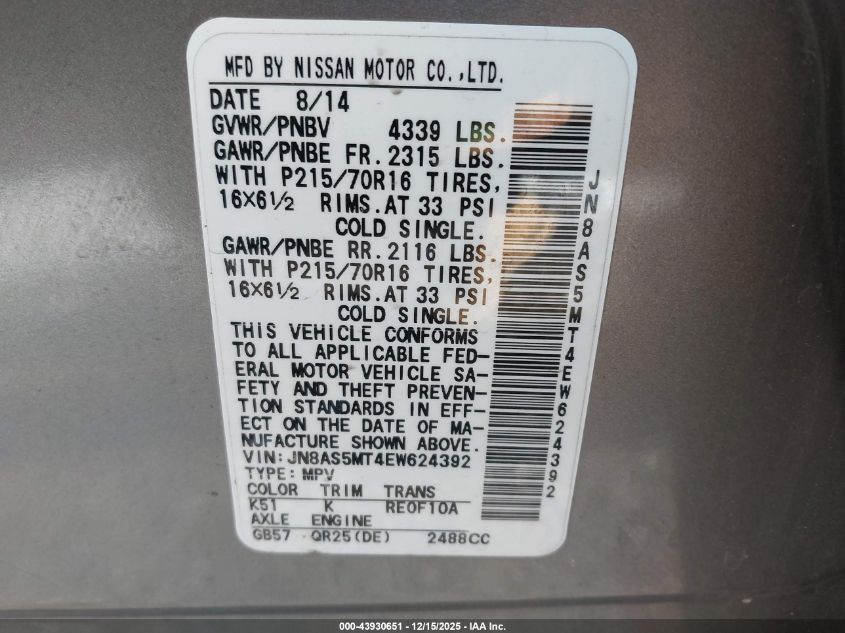 MFD BY NISSAN MOTOR CO.,LTD.
DATE 8/14
GVWR/PNBV 4339 LBS.
GAWR/PNBE FR.2315 LBS.
WITH P215/70R16 TIRES,
16X6½ RIMS.AT 33 PSI
COLD SINGLE.
GAWR/PNBE RR.2116 LBS.
WITH P215/70R16 TIRES,
16X6½ RIMS.AT 33 PSI
COLD SINGLE.
THIS VEHICLE CONFORMS
TO ALL APPLICABLE FED-
ERAL MOTOR VEHICLE SA-
FETY AND THEFT PREVEN-
TION STANDARDS IN EFF-
ECT ON THE DATE OF MA-
NUFACTURE SHOWN ABOVE.
VIN:JN8AS5MT4EW624392
TYPE:MPV
COLOR TRIM TRANS
K51 K RE0F10A
AXLE ENGINE
GB57 QR25(DE) 2488CC
JN8AS5MT4EW624392
000-43930651 - 12/15/2025 - IAA Inc.